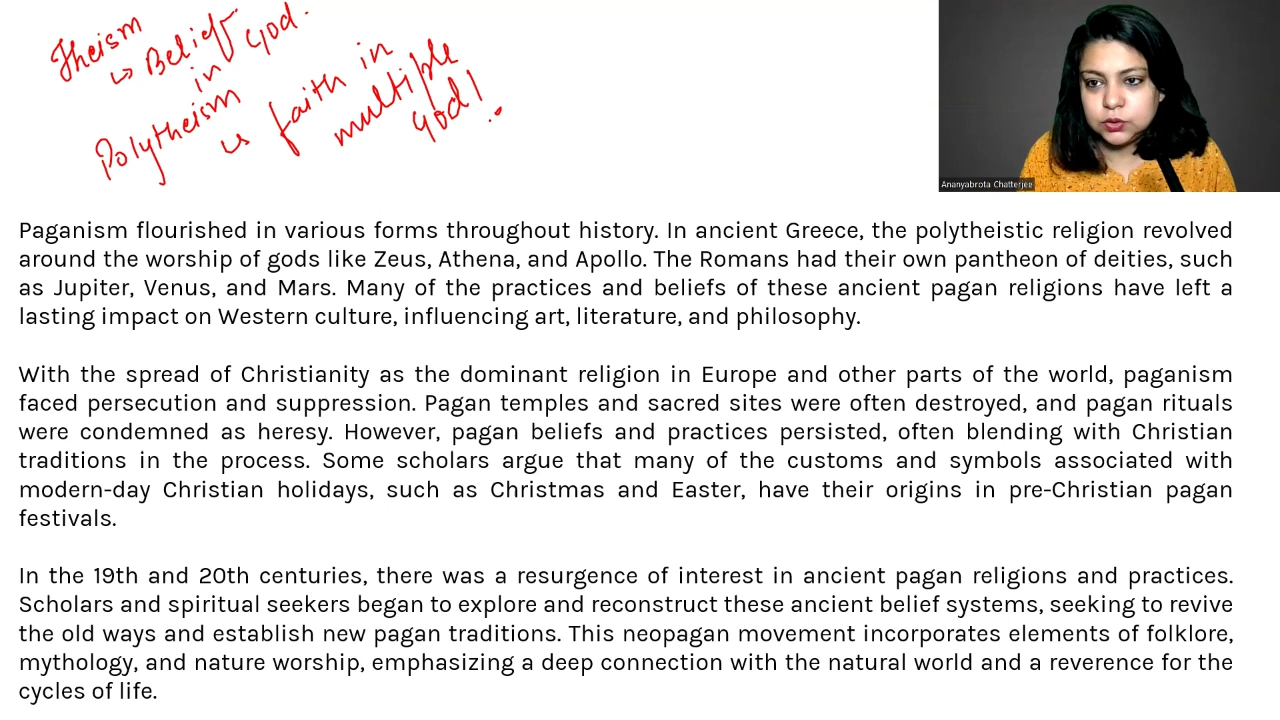 Theism
↳ Belief in God.
Polytheism
↳ faith in multiple God!
Ananyabrota Chatterjee
Paganism flourished in various forms throughout history. In ancient Greece, the polytheistic religion revolved
around the worship of gods like Zeus, Athena, and Apollo. The Romans had their own pantheon of deities, such
as Jupiter, Venus, and Mars. Many of the practices and beliefs of these ancient pagan religions have left a
lasting impact on Western culture, influencing art, literature, and philosophy.
With the spread of Christianity as the dominant religion in Europe and other parts of the world, paganism
faced persecution and suppression. Pagan temples and sacred sites were often destroyed, and pagan rituals
were condemned as heresy. However, pagan beliefs and practices persisted, often blending with Christian
traditions in the process. Some scholars argue that many of the customs and symbols associated with
modern-day Christian holidays, such as Christmas and Easter, have their origins in pre-Christian pagan
festivals.
In the 19th and 20th centuries, there was a resurgence of interest in ancient pagan religions and practices.
Scholars and spiritual seekers began to explore and reconstruct these ancient belief systems, seeking to revive
the old ways and establish new pagan traditions. This neopagan movement incorporates elements of folklore,
mythology, and nature worship, emphasizing a deep connection with the natural world and a reverence for the
cycles of life.